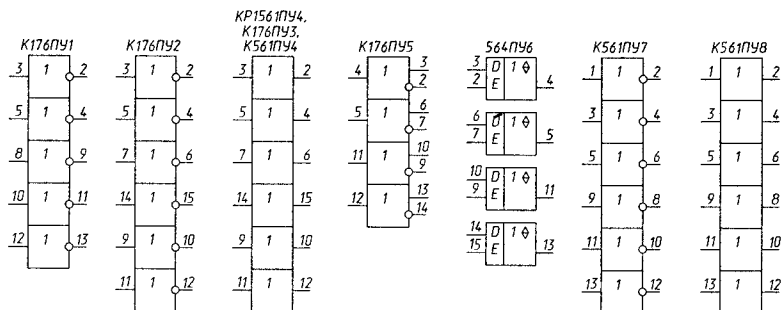 КР1561ПУ4,
К176ПУ3,
К561ПУ4
К176ПУ1
К176ПУ2
К176ПУ5
564ПУ6
К561ПУ7
К561ПУ8
3 1 2
5 1 4
8 1 9
10 1 11
12 1 13
3 1 2
5 1 4
7 1 6
14 1 15
9 1 10
11 1 12
3 1 2
5 1 4
7 1 6
14 1 15
9 1 10
11 1 12
4 1 3
2
5 1 6
7
11 1 10
9
12 1 13
14
3 D 1 4
2 E
6 D 1 5
7 E
10 D 1 11
9 E
14 D 1 13
15 E
1 1 2
3 1 4
5 1 6
9 1 8
11 1 10
13 1 12
1 1 2
3 1 4
5 1 6
9 1 8
11 1 10
13 1 12